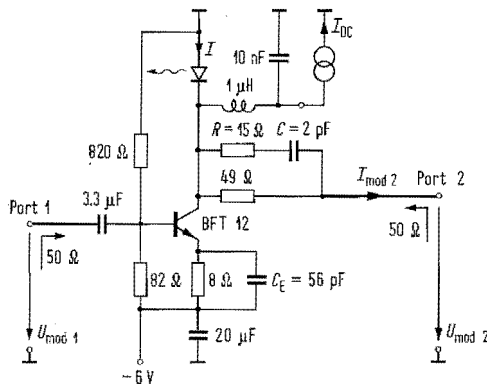 I
I_DC
10 nF
1 µH
R = 15 Ω
C = 2 pF
820 Ω
49 Ω
I_mod 2
Port 2
3.3 µF
Port 1
BFT 12
50 Ω
50 Ω
82 Ω
8 Ω
C_E = 56 pF
U_mod 1
20 µF
U_mod 2
−6 V